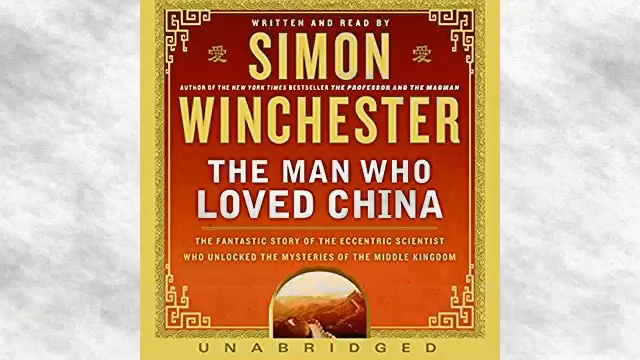 WRITTEN AND READ BY
愛 SIMON 愛
AUTHOR OF THE NEW YORK TIMES BESTSELLER THE PROFESSOR AND THE MADMAN
WINCHESTER
THE MAN WHO
LOVED CHINA
THE FANTASTIC STORY OF THE ECCENTRIC SCIENTIST
WHO UNLOCKED THE MYSTERIES OF THE MIDDLE KINGDOM
UNABRIDGED